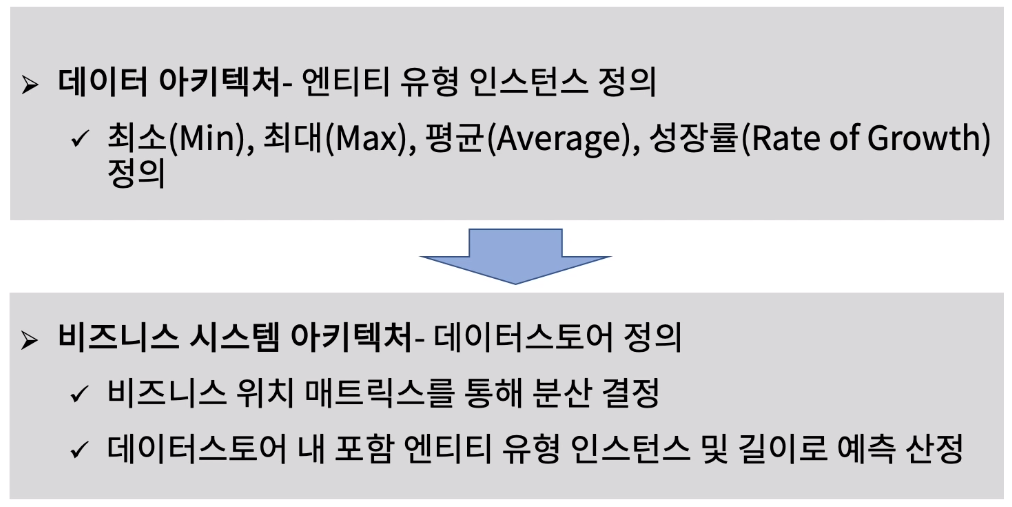 ➢ 데이터 아키텍처- 엔티티 유형 인스턴스 정의
✓ 최소(Min), 최대(Max), 평균(Average), 성장률(Rate of Growth)
정의
➢ 비즈니스 시스템 아키텍처- 데이터스토어 정의
✓ 비즈니스 위치 매트릭스를 통해 분산 결정
✓ 데이터스토어 내 포함 엔티티 유형 인스턴스 및 길이로 예측 산정